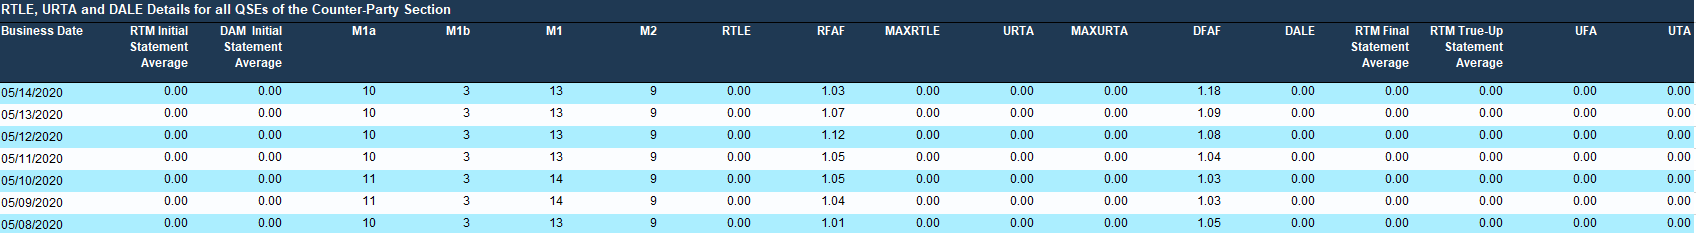 RTLE, URTA and DALE Details for all QSEs of the Counter-Party Section
Business Date RTM Initial Statement Average DAM Initial Statement Average M1a M1b M1 M2 RTLE RFAF MAXRTLE URTA MAXURTA DFAF DALE RTM Final Statement Average RTM True-Up Statement Average UFA UTA
05/14/2020 0.00 0.00 10 3 13 9 0.00 1.03 0.00 0.00 0.00 1.18 0.00 0.00 0.00 0.00 0.00
05/13/2020 0.00 0.00 10 3 13 9 0.00 1.07 0.00 0.00 0.00 1.09 0.00 0.00 0.00 0.00 0.00
05/12/2020 0.00 0.00 10 3 13 9 0.00 1.12 0.00 0.00 0.00 1.08 0.00 0.00 0.00 0.00 0.00
05/11/2020 0.00 0.00 10 3 13 9 0.00 1.05 0.00 0.00 0.00 1.04 0.00 0.00 0.00 0.00 0.00
05/10/2020 0.00 0.00 11 3 14 9 0.00 1.05 0.00 0.00 0.00 1.03 0.00 0.00 0.00 0.00 0.00
05/09/2020 0.00 0.00 11 3 14 9 0.00 1.04 0.00 0.00 0.00 1.03 0.00 0.00 0.00 0.00 0.00
05/08/2020 0.00 0.00 10 3 13 9 0.00 1.01 0.00 0.00 0.00 1.05 0.00 0.00 0.00 0.00 0.00